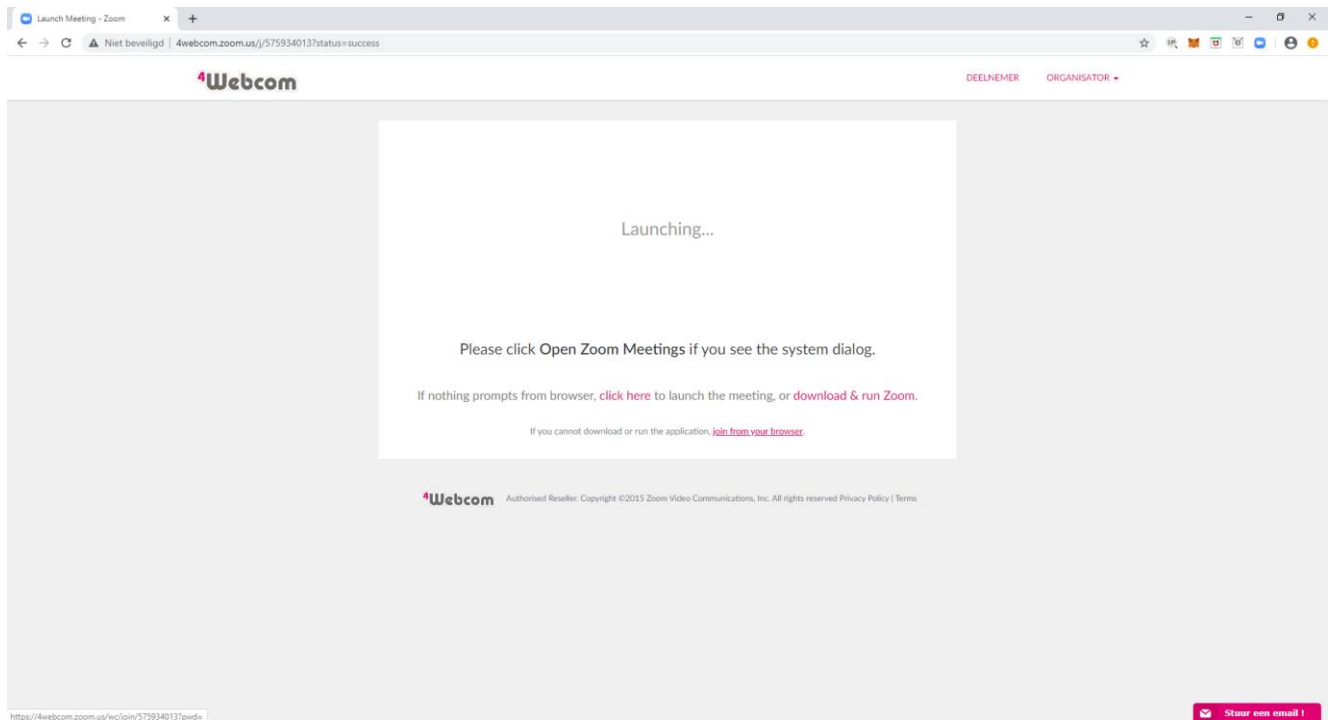 Launch Meeting - Zoom
Niet beveiligd | 4webcom.zoom.us/j/575934013?status=success
4Webcom
DEELNEMER ORGANISATOR
Launching...
Please click Open Zoom Meetings if you see the system dialog.
If nothing prompts from browser, click here to launch the meeting, or download & run Zoom.
If you cannot download or run the application, join from your browser.
4Webcom Authorised Reseller. Copyright ©2015 Zoom Video Communications, Inc. All rights reserved Privacy Policy | Terms
https://4webcom.zoom.us/wc/join/575934013?pwd=
Stuur een email !